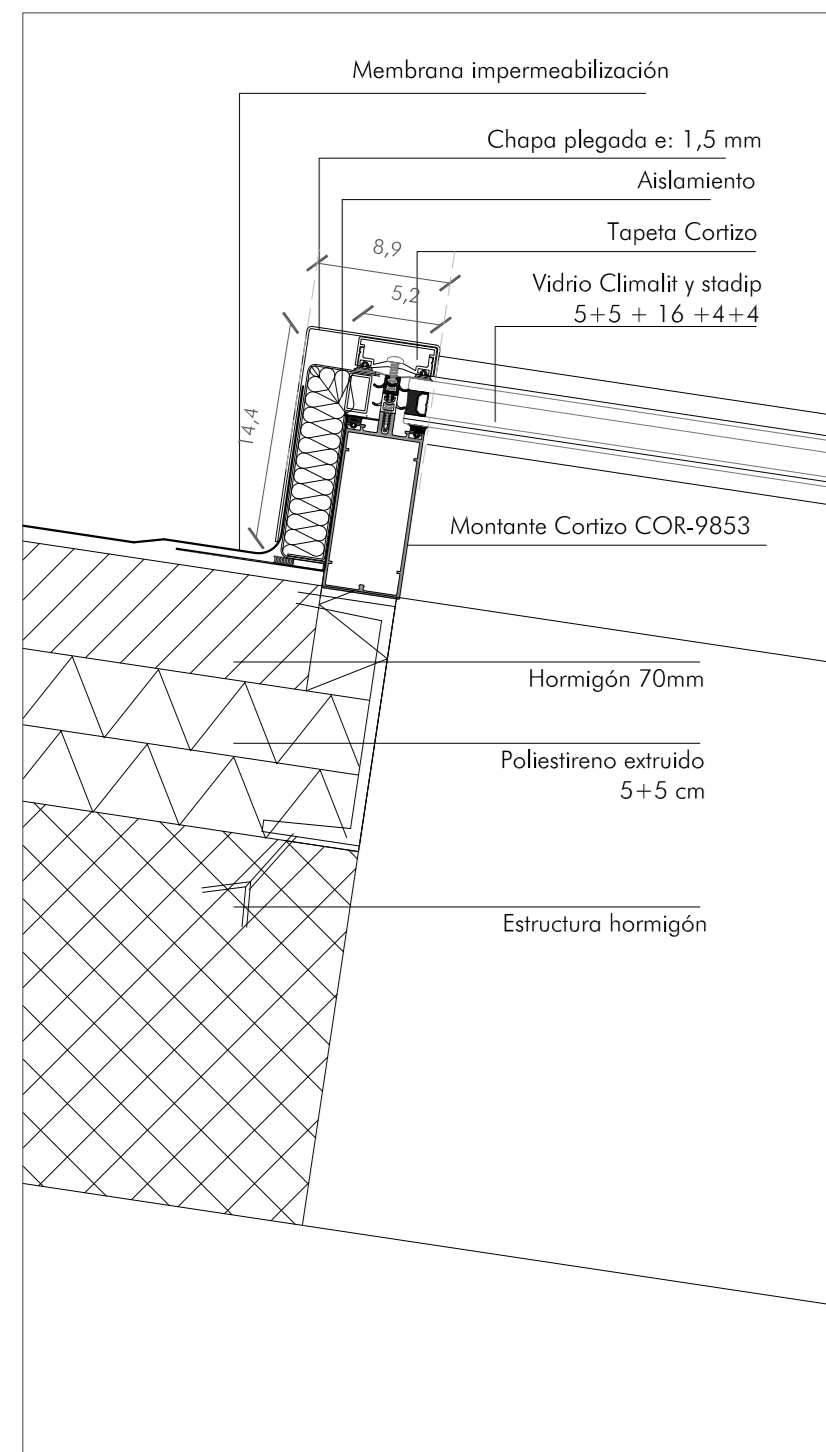 Membrana impermeabilización
Chapa plegada e: 1,5 mm
Aislamiento
Tapeta Cortizo
8,9
Vidrio Climalit y stadip
5+5 + 16 +4+4
5,2
14,4
Montante Cortizo COR-9853
Hormigón 70mm
Poliestireno extruido
5+5 cm
Estructura hormigón